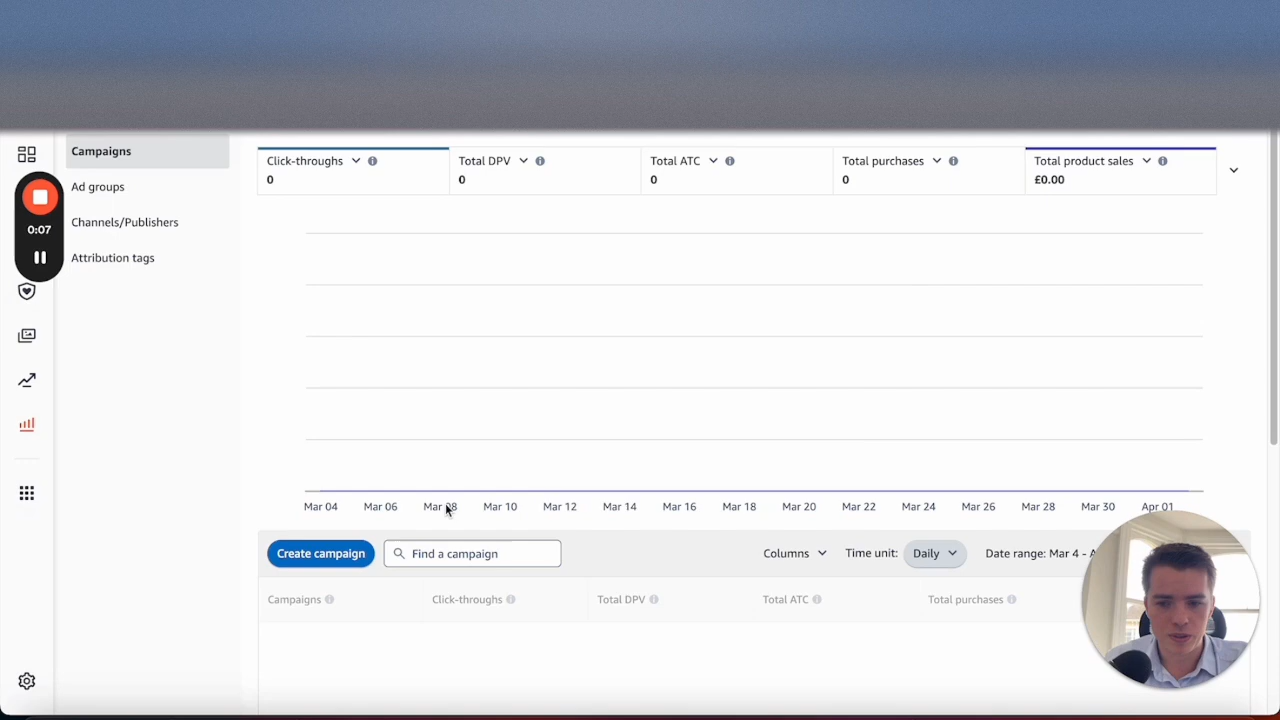 Campaigns
Ad groups
Channels/Publishers
Attribution tags
0:07
Click-throughs
0
Total DPV
0
Total ATC
0
Total purchases
0
Total product sales
£0.00
Mar 04 Mar 06 Mar 08 Mar 10 Mar 12 Mar 14 Mar 16 Mar 18 Mar 20 Mar 22 Mar 24 Mar 26 Mar 28 Mar 30 Apr 01
Create campaign Find a campaign Columns Time unit: Daily Date range: Mar 4 -
Campaigns Click-throughs Total DPV Total ATC Total purchases